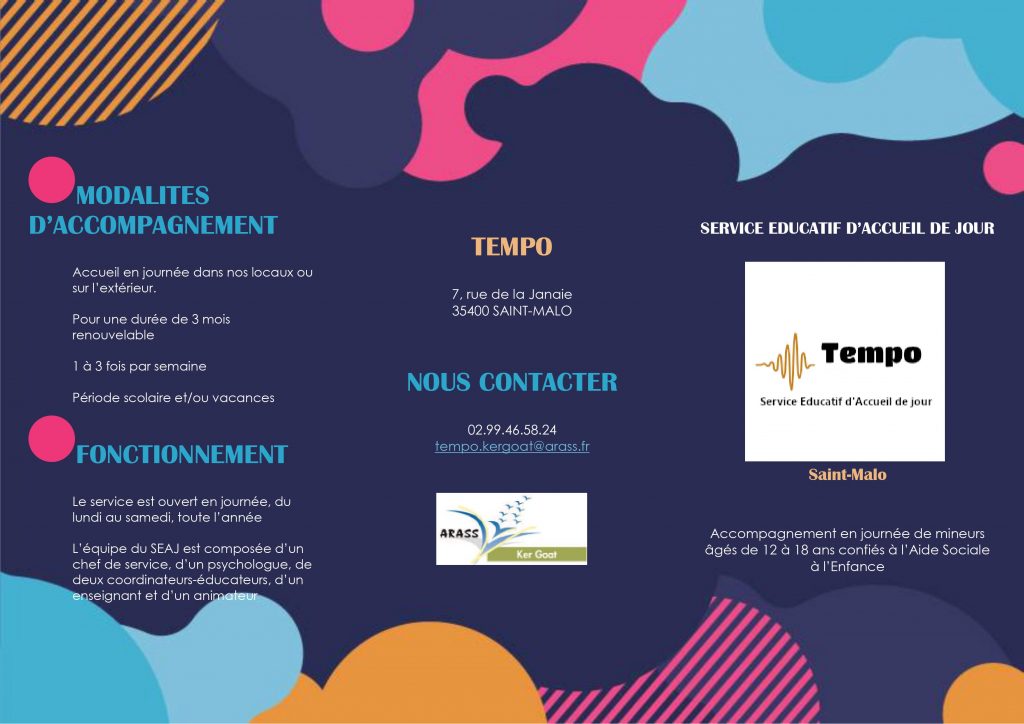 MODALITES
D'ACCOMPAGNEMENT
Accueil en journée dans nos locaux ou
sur l'extérieur.
Pour une durée de 3 mois
renouvelable
1 à 3 fois par semaine
Période scolaire et/ou vacances
FONCTIONNEMENT
Le service est ouvert en journée, du
lundi au samedi, toute l'année
L'équipe du SEAJ est composée d'un
chef de service, d'un psychologue, de
deux coordinateurs-éducateurs, d'un
enseignant et d'un animateur
TEMPO
7, rue de la Janaie
35400 SAINT-MALO
NOUS CONTACTER
02.99.46.58.24
tempo.kergoat@arass.fr
ARASS
Ker Goat
SERVICE EDUCATIF D'ACCUEIL DE JOUR
Tempo
Service Educatif d'Accueil de jour
Saint-Malo
Accompagnement en journée de mineurs
âgés de 12 à 18 ans confiés à l'Aide Sociale
à l'Enfance